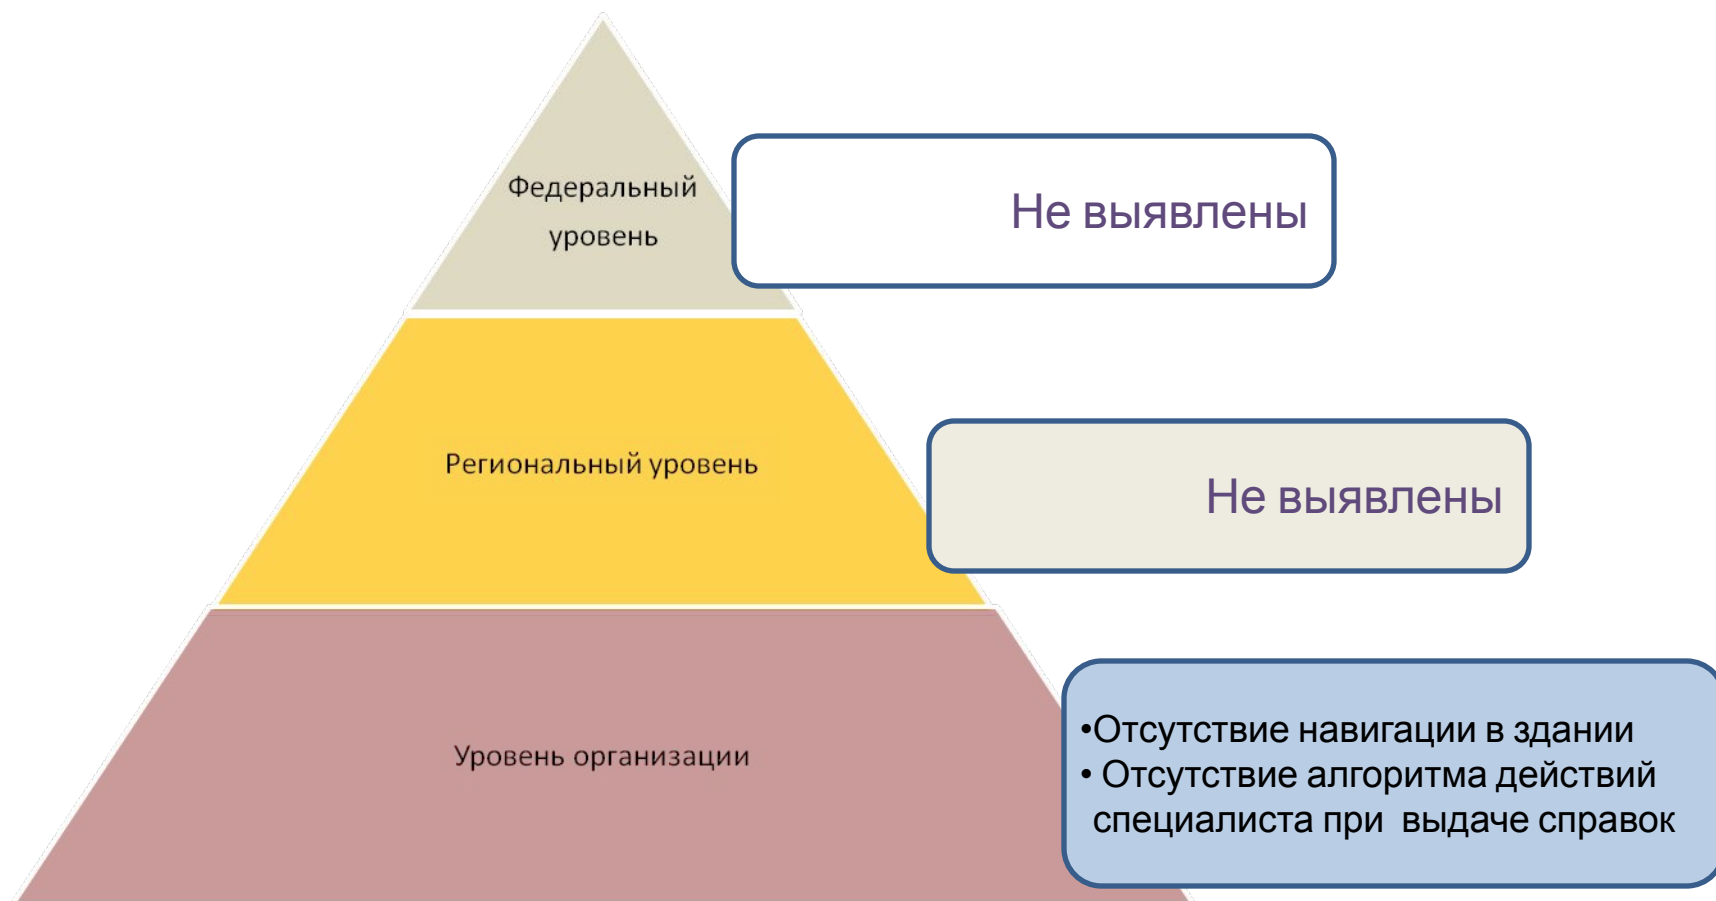 Федеральный
уровень
Не выявлены
Региональный уровень
Не выявлены
Уровень организации
•Отсутствие навигации в здании
• Отсутствие алгоритма действий
специалиста при выдаче справок